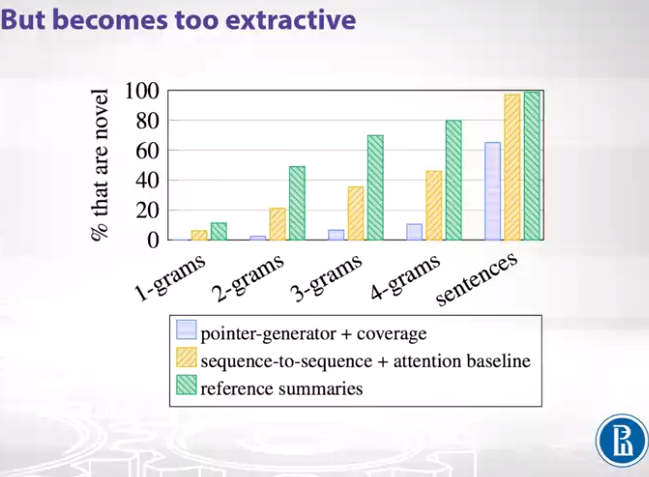 But becomes too extractive
% that are novel
100
80
60
40
20
0
1-grams
2-grams
3-grams
4-grams
sentences
pointer-generator + coverage
sequence-to-sequence + attention baseline
reference summaries